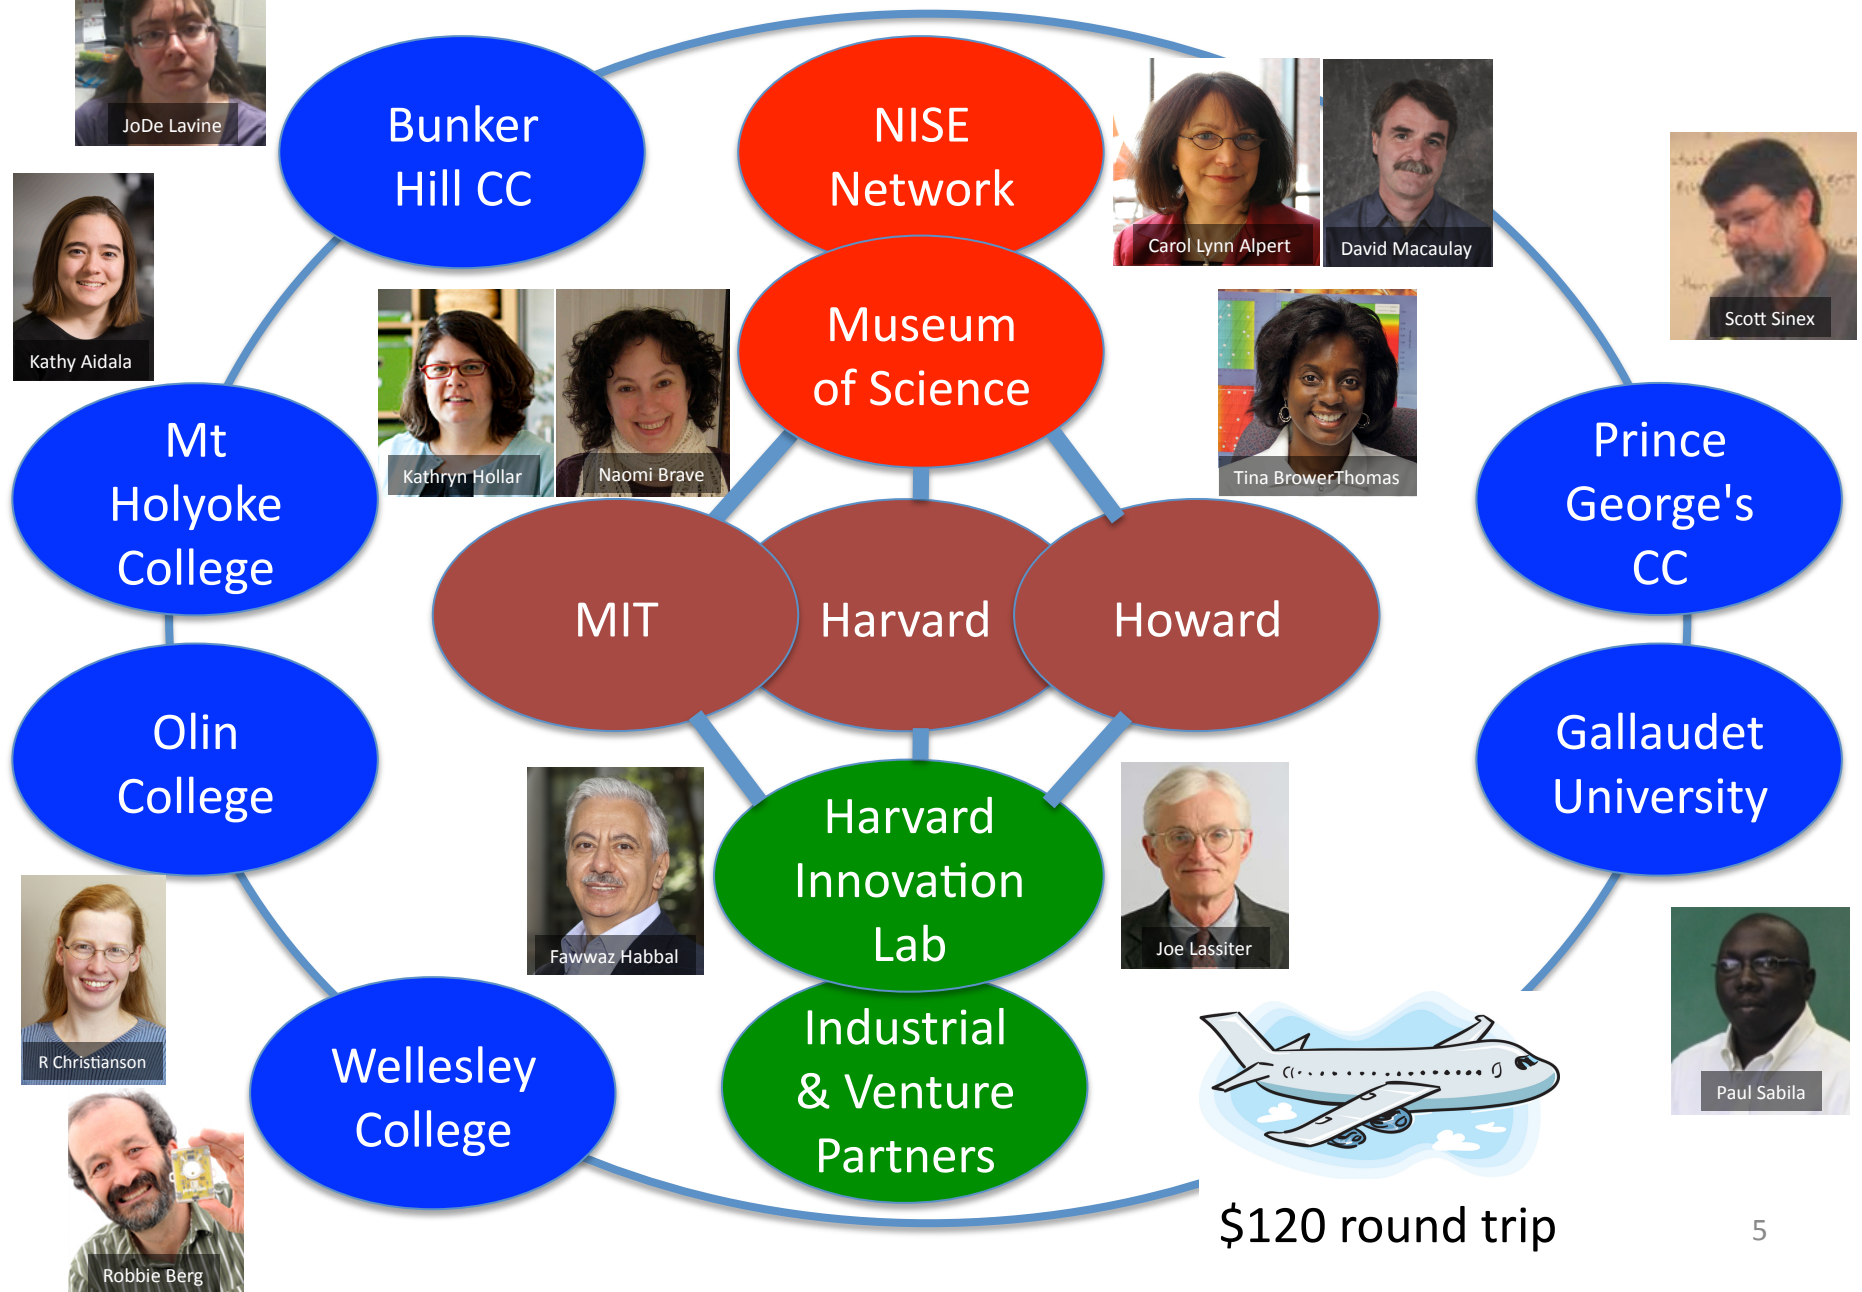 JoDe Lavine
Bunker
Hill CC
NISE
Network
Carol Lynn Alpert
David Macaulay
Scott Sinex
Kathy Aidala
Kathryn Hollar
Naomi Brave
Museum
of Science
Tina BrowerThomas
Mt
Holyoke
College
Prince
George's
CC
MIT
Harvard
Howard
Olin
College
Gallaudet
University
Fawwaz Habbal
Harvard
Innovation
Lab
Joe Lassiter
R Christianson
Wellesley
College
Industrial
& Venture
Partners
Paul Sabila
Robbie Berg
$120 round trip
5